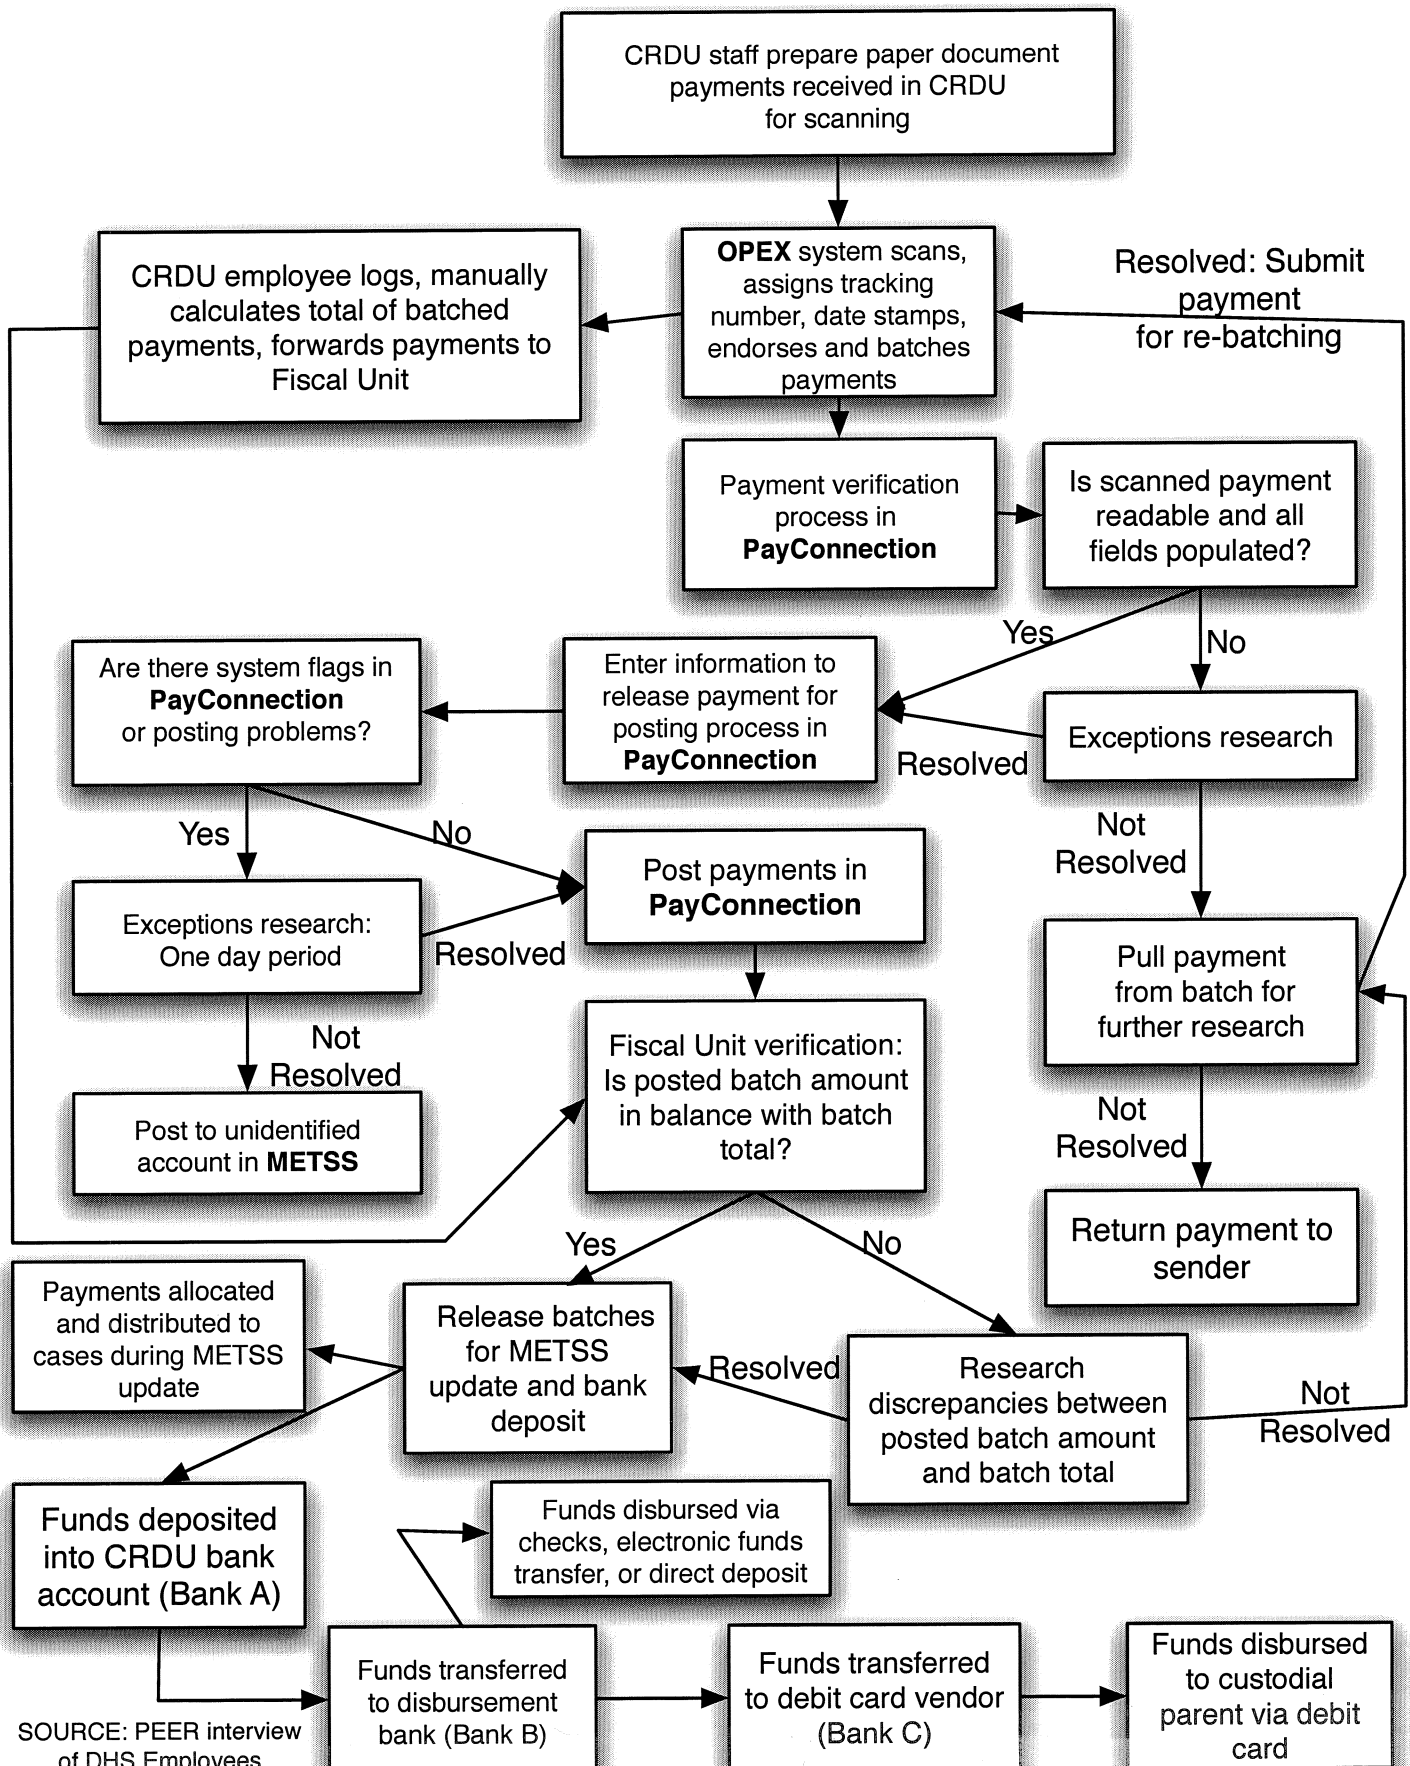 CRDU staff prepare paper document
payments received in CRDU
for scanning
CRDU employee logs, manually
calculates total of batched
payments, forwards payments to
Fiscal Unit
OPEX system scans,
assigns tracking
number, date stamps,
endorses and batches
payments
Resolved: Submit
payment
for re-batching
Payment verification
process in
PayConnection
Is scanned payment
readable and all
fields populated?
Yes
No
Are there system flags in
PayConnection
or posting problems?
Enter information to
release payment for
posting process in
PayConnection
Resolved
Exceptions research
Yes
No
Not
Resolved
Post payments in
PayConnection
Exceptions research:
One day period
Resolved
Pull payment
from batch for
further research
Not
Resolved
Fiscal Unit verification:
Is posted batch amount
in balance with batch
total?
Post to unidentified
account in METSS
Not
Resolved
Return payment to
sender
Yes
No
Payments allocated
and distributed to
cases during METSS
update
Release batches
for METSS
update and bank
deposit
Resolved
Research
discrepancies between
posted batch amount
and batch total
Not
Resolved
Funds deposited
into CRDU bank
account (Bank A)
Funds disbursed via
checks, electronic funds
transfer, or direct deposit
Funds transferred
to disbursement
bank (Bank B)
Funds transferred
to debit card vendor
(Bank C)
Funds disbursed
to custodial
parent via debit
card
SOURCE: PEER interview
of DHS Employees